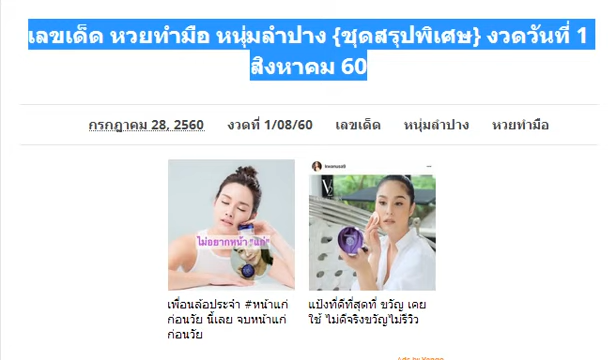 เลขเด็ด หวยทำมือ หนุ่มลำปาง {ชุดสรุปพิเศษ} งวดวันที่ 1
สิงหาคม 60
กรกฎาคม 28, 2560 งวดที่ 1/08/60 เลขเด็ด หนุ่มลำปาง หวยทำมือ
ไม่อยากหน้า "แก่"
เพื่อนล้อประจำ #หน้าแก่
ก่อนวัย นี้เลย จบหน้าแก่
ก่อนวัย
แป้งที่ดีที่สุดที่ ขวัญ เคย
ใช้ ไม่ดีจริงขวัญไม่รีวิว